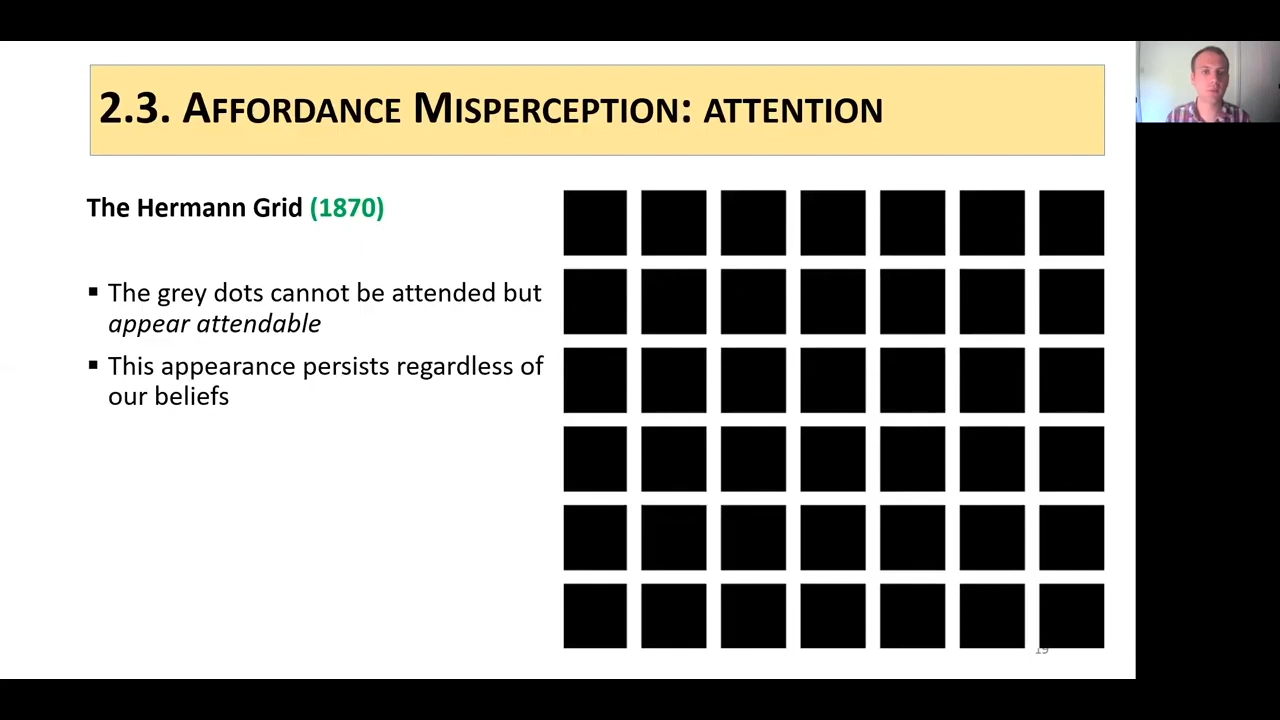 2.3. AFFORDANCE MISPERCEPTION: ATTENTION
The Hermann Grid (1870)
▪ The grey dots cannot be attended but
appear attendable
▪ This appearance persists regardless of
our beliefs
19